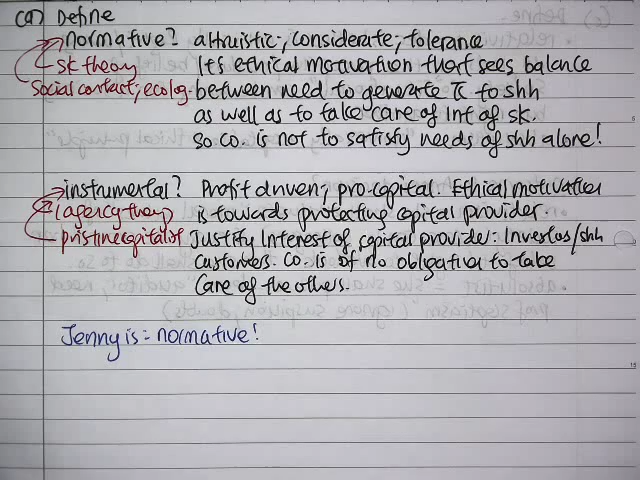 (a) Define
normative? altruistic, considerate, tolerance
sk theory It's ethical motivation that sees balance
social contact; ecolog. between need to generate π to shh
as well as to take care of int of sk.
So co. is not to satisfy needs of shh alone!
instrumental? Profit driven; pro-capital. Ethical motivation
(agency theory is towards protecting capital provider.
pristine capitalist Justify Interest of capital provider: Investos/shh
customers. Co. is of no obligation to take
Care of the others.
Jenny is = normative!